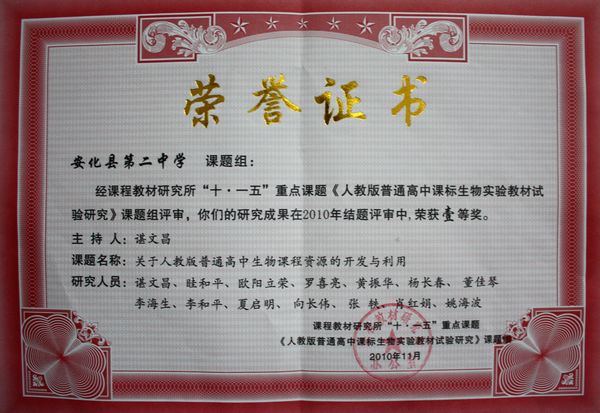 荣誉证书
安化县第二中学 课题组：
经课程教材研究所“十·一五”重点课题《人教版普通高中课标生物实验教材试
验研究》课题组评审，你们的研究成果在2010年结题评审中，荣获壹等奖。
主 持 人：谌文昌
课题名称：关于人教版普通高中生物课程资源的开发与利用
研究人员：谌文昌、眭和平、欧阳立荣、罗喜亮、黄振华、杨长春、董佳琴
李海生、李和平、夏启明、向长伟、张 轶、肖红娟、姚海波
课程教材研究所“十·一五”重点课题
《人教版普通高中课标生物实验教材试验研究》课题
2010年11月